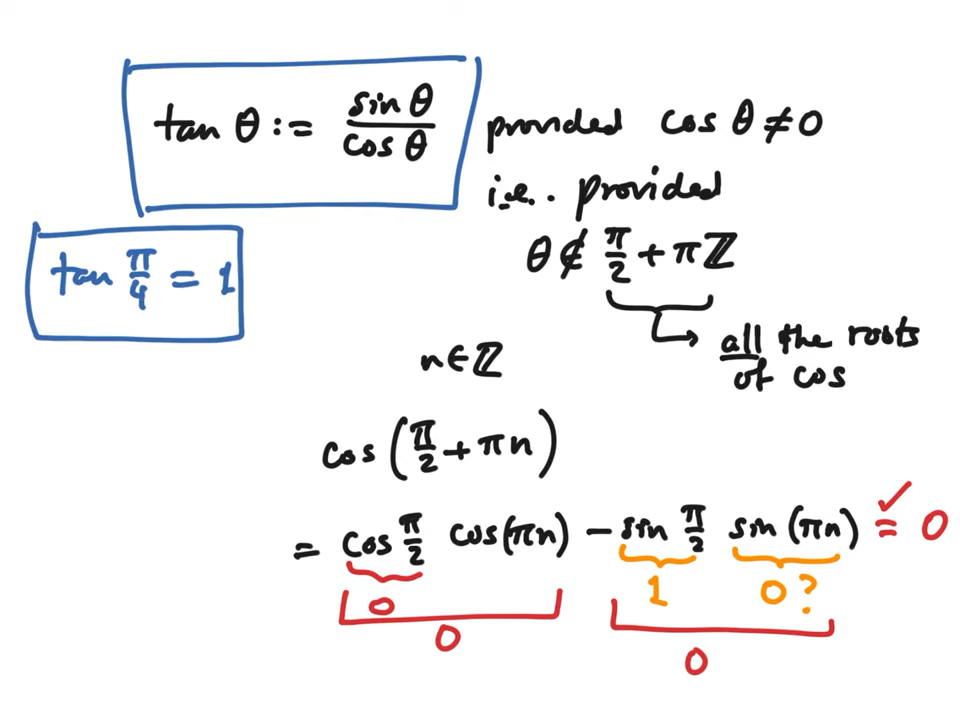 tan θ := sin θ / cos θ provided cos θ ≠ 0
i.e.. provided
tan π/4 = 1
θ ∉ π/2 + πℤ
all the roots
of cos
n ∈ ℤ
cos (π/2 + πn)
= cos π/2 cos(πn) − sin π/2 sin (πn) = 0 ✓
0 1 0?
0 0